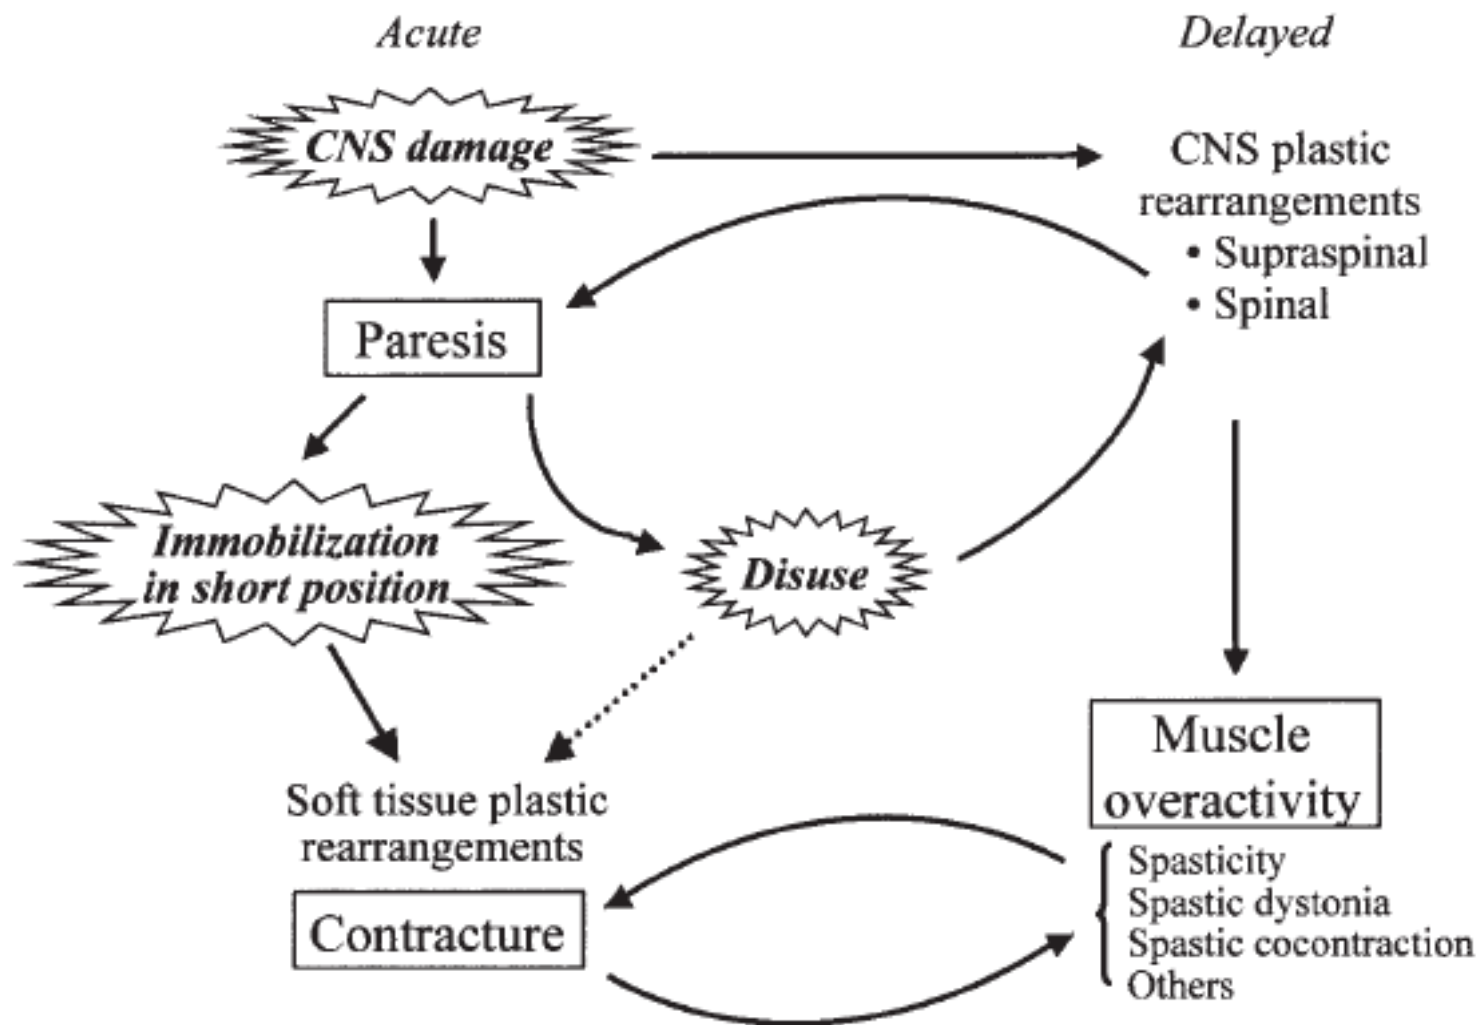 Acute
Delayed
CNS damage
CNS plastic
rearrangements
• Supraspinal
• Spinal
Paresis
Immobilization
in short position
Disuse
Soft tissue plastic
rearrangements
Contracture
Muscle
overactivity
Spasticity
Spastic dystonia
Spastic cocontraction
Others